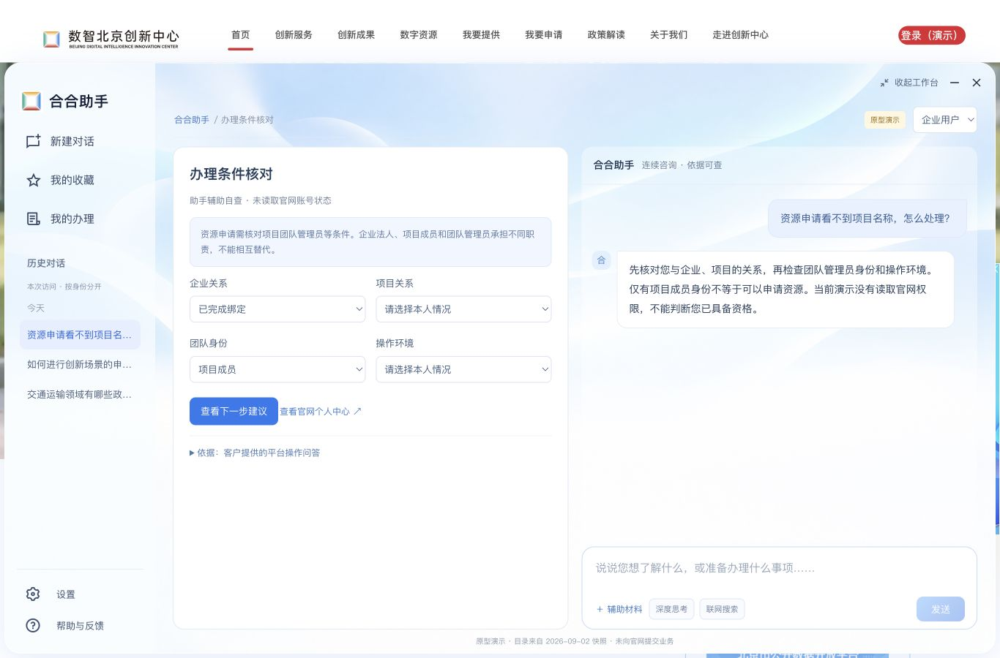 数智北京创新中心
BEIJING DIGITAL INTELLIGENCE INNOVATION CENTER
首页
创新服务
创新成果
数字资源
我要提供
我要申请
政策解读
关于我们
走进创新中心
登录（演示）
合合助手
新建对话
我的收藏
我的办理
历史对话
本次访问 · 按身份分开
今天
资源申请看不到项目名...
如何进行创新场景的申...
交通运输领域有哪些政...
设置
帮助与反馈
收起工作台
合合助手 / 办理条件核对
原型演示
企业用户
办理条件核对
助手辅助自查 · 未读取官网账号状态
资源申请需核对项目团队管理员等条件。企业法人、项目成员和团队管理员承担不同职
责，不能相互替代。
企业关系
项目关系
已完成绑定
请选择本人情况
团队身份
操作环境
项目成员
请选择本人情况
查看下一步建议
查看官网个人中心 ↗
▶ 依据：客户提供的平台操作问答
合合助手 连续咨询 · 依据可查
资源申请看不到项目名称，怎么处理？
合
先核对您与企业、项目的关系，再检查团队管理员身份和操作环境。
仅有项目成员身份不等于可以申请资源。当前演示没有读取官网权
限，不能判断您已具备资格。
说说您想了解什么，或准备办理什么事项……
+ 辅助材料
深度思考
联网搜索
发送
原型演示 · 目录来自 2026-09-02 快照 · 未向官网提交业务